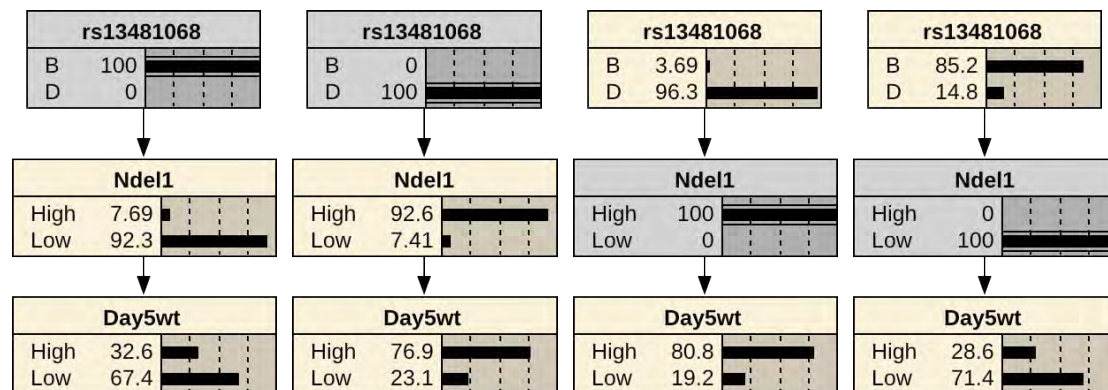 rs13481068 rs13481068 rs13481068 rs13481068
B 100 B 0 B 3.69 B 85.2
D 0 D 100 D 96.3 D 14.8
Ndel1 Ndel1 Ndel1 Ndel1
High 7.69 High 92.6 High 100 High 0
Low 92.3 Low 7.41 Low 0 Low 100
Day5wt Day5wt Day5wt Day5wt
High 32.6 High 76.9 High 80.8 High 28.6
Low 67.4 Low 23.1 Low 19.2 Low 71.4